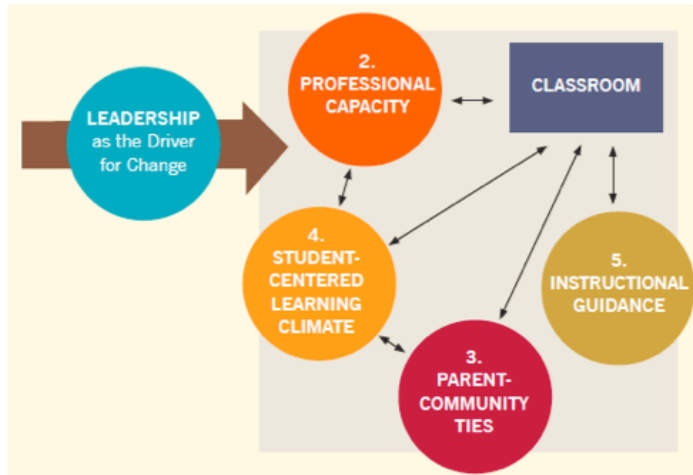 LEADERSHIP
as the Driver
for Change
2.
PROFESSIONAL
CAPACITY
CLASSROOM
4.
STUDENT-
CENTERED
LEARNING
CLIMATE
5.
INSTRUCTIONAL
GUIDANCE
3.
PARENT-
COMMUNITY
TIES